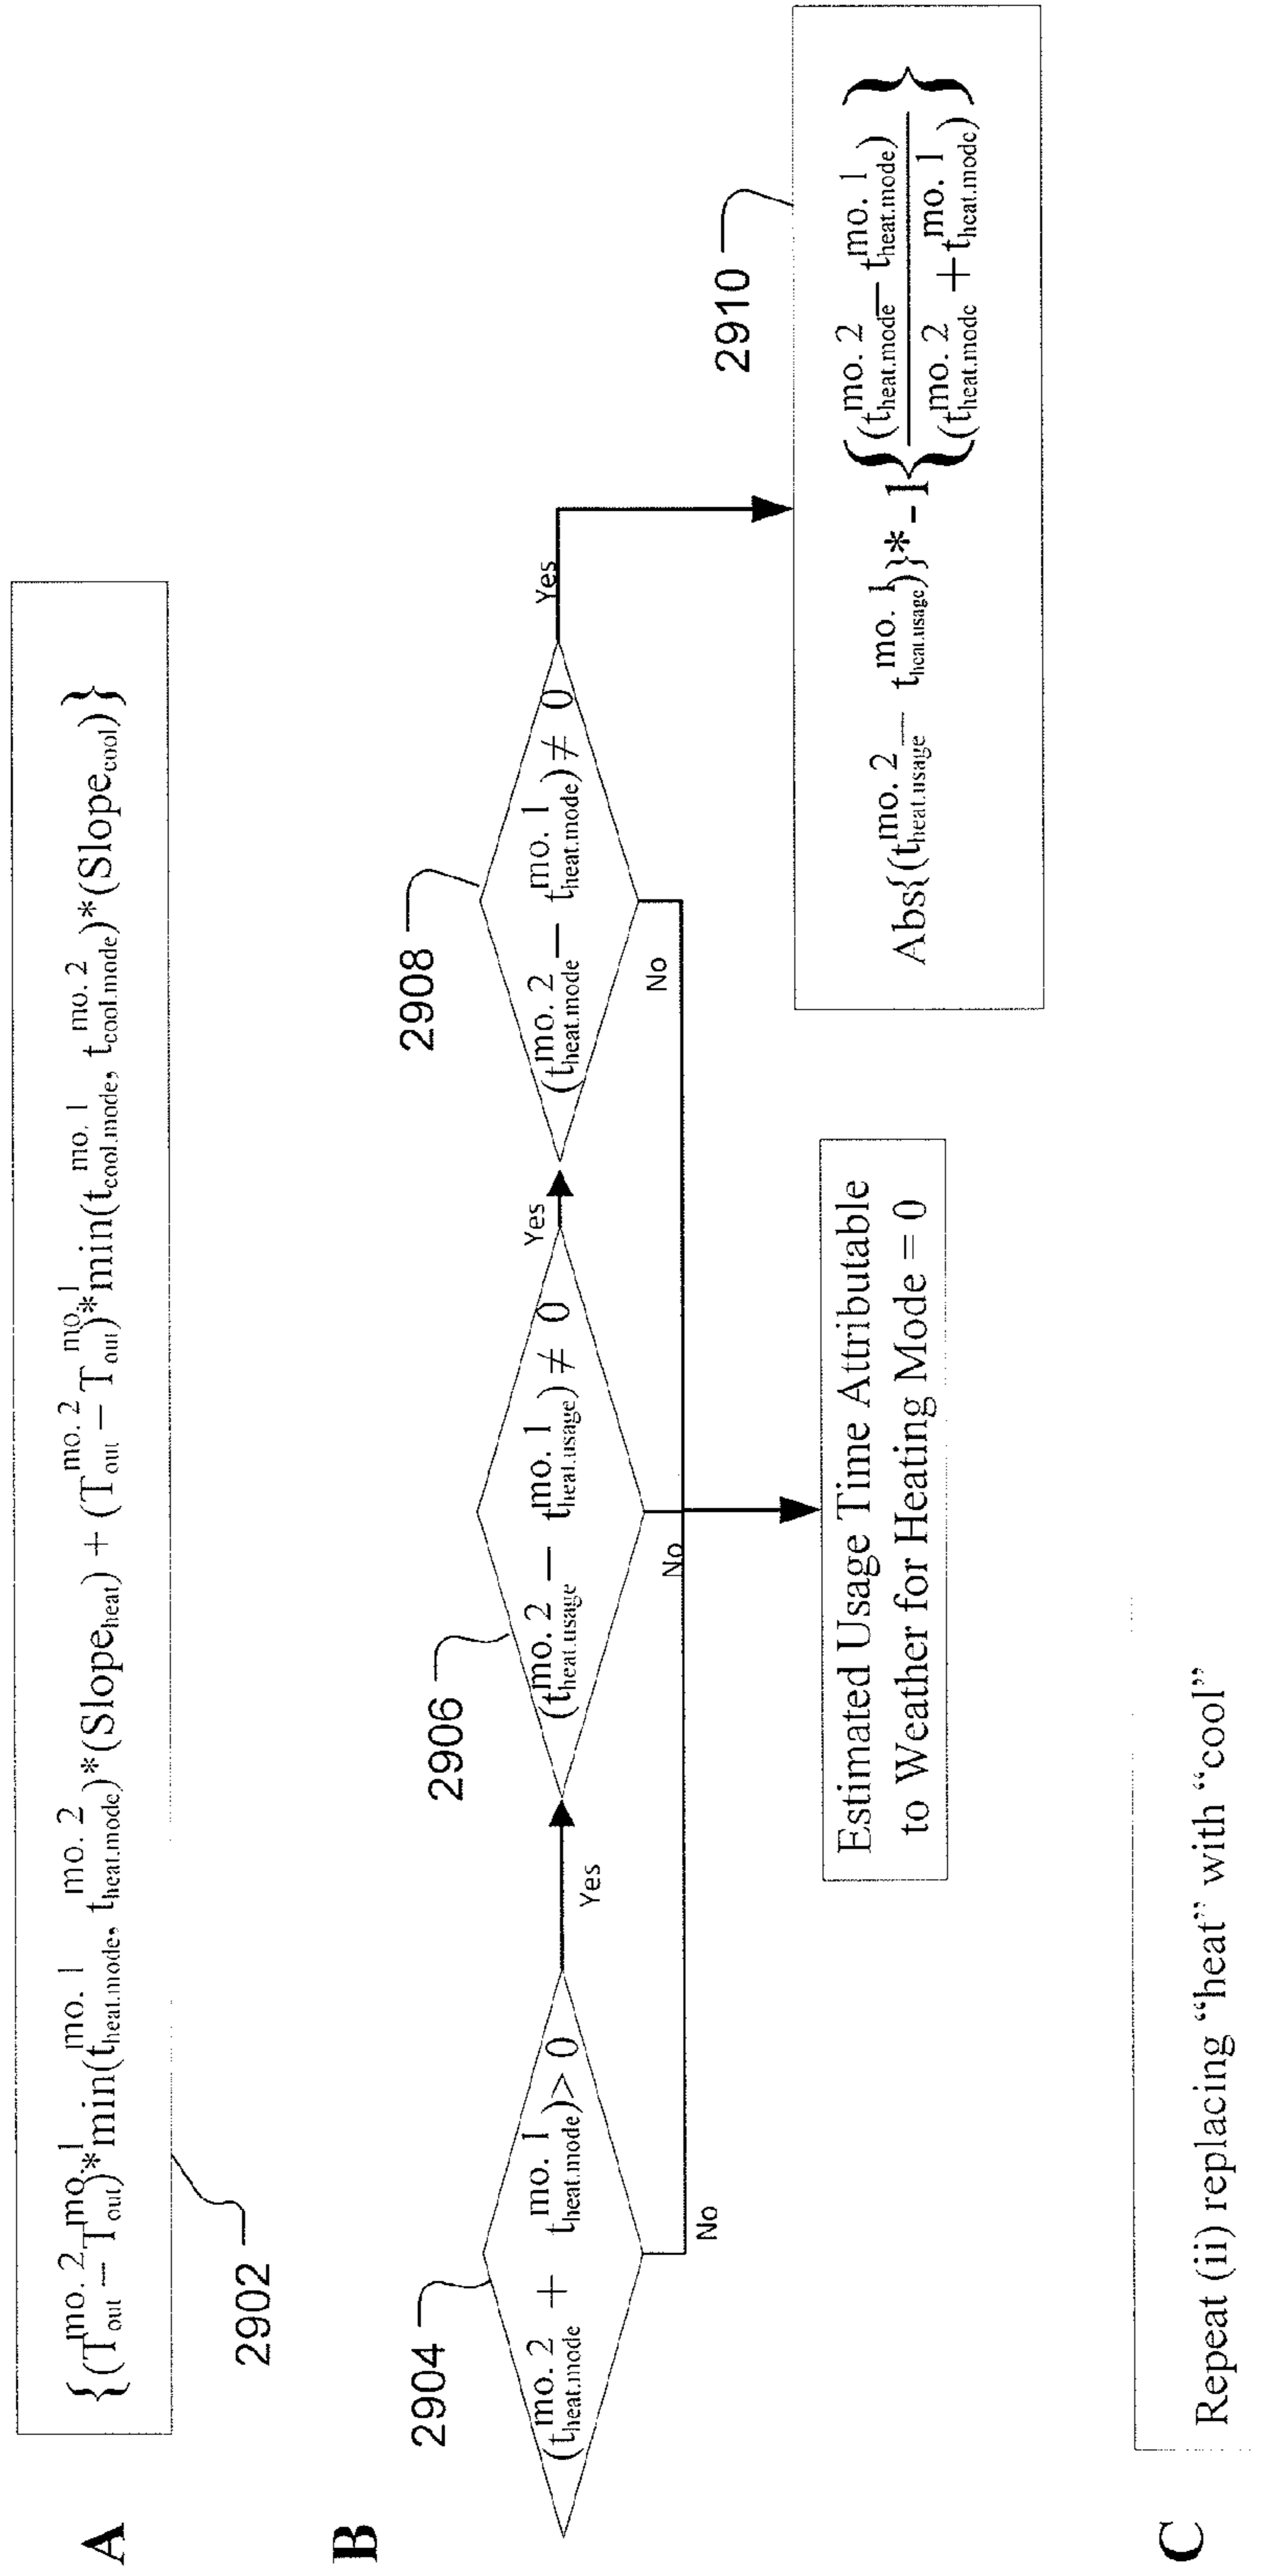 A
{(T_out^mo. 2 − T_out^mo. 1)*min(t_heat.mode^mo. 1, t_heat.mode^mo. 2)*(Slope_heat) + (T_out^mo. 2 − T_out^mo. 1)*min(t_cool.mode^mo. 1, t_cool.mode^mo. 2)*(Slope_cool)}
2902
B
2904
(t_heat.mode^mo. 2 + t_heat.mode^mo. 1) > 0
Yes
No
2906
(t_heat.usage^mo. 2 − t_heat.usage^mo. 1) ≠ 0
Yes
No
2908
(t_heat.mode^mo. 2 − t_heat.mode^mo. 1) ≠ 0
Yes
No
2910
Abs{(t_heat.usage^mo. 2 − t_heat.usage^mo. 1)}*-1{(t_heat.mode^mo. 2 − t_heat.mode^mo. 1) / (t_heat.mode^mo. 2 + t_heat.mode^mo. 1)}
Estimated Usage Time Attributable
to Weather for Heating Mode = 0
C
Repeat (ii) replacing “heat” with “cool”